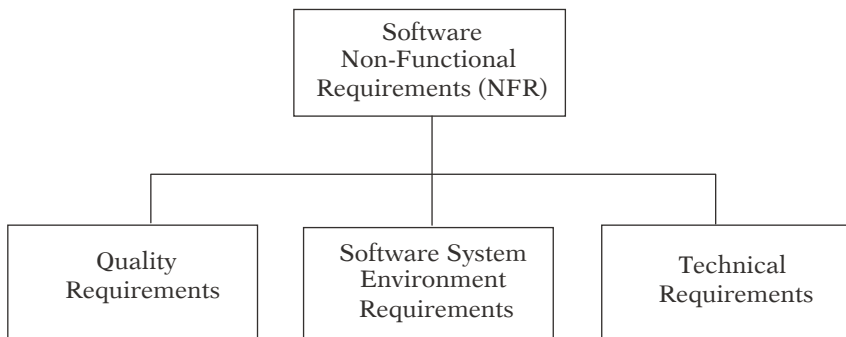 Software
Non-Functional
Requirements (NFR)
Quality
Requirements
Software System
Environment
Requirements
Technical
Requirements